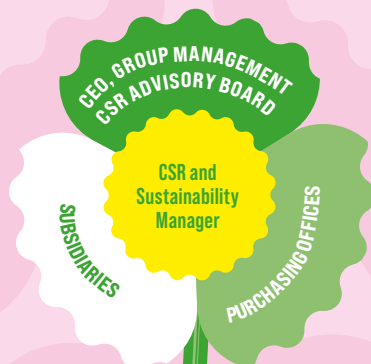 CEO, GROUP MANAGEMENT
CSR ADVISORY BOARD
CSR and
Sustainability
Manager
SUBSIDIARIES
PURCHASING OFFICES